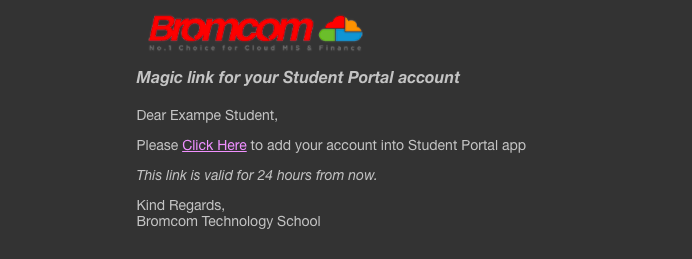 Bromcom
No.1 Choice for Cloud MIS & Finance
Magic link for your Student Portal account
Dear Exampe Student,
Please Click Here to add your account into Student Portal app
This link is valid for 24 hours from now.
Kind Regards,
Bromcom Technology School